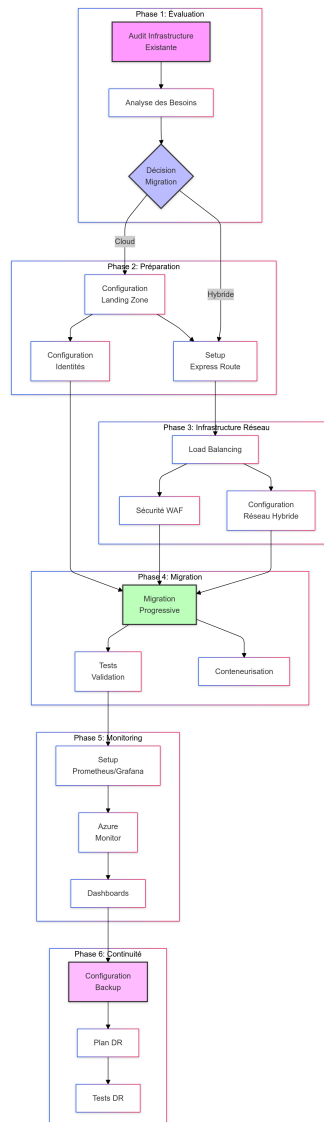 Phase 1: Évaluation
Audit Infrastructure
Existante
Analyse des Besoins
Décision
Migration
Cloud
Hybride
Phase 2: Préparation
Configuration
Landing Zone
Configuration
Identités
Setup
Express Route
Phase 3: Infrastructure Réseau
Load Balancing
Sécurité WAF
Configuration
Réseau Hybride
Phase 4: Migration
Migration
Progressive
Tests
Validation
Conteneurisation
Phase 5: Monitoring
Setup
Prometheus/Grafana
Azure
Monitor
Dashboards
Phase 6: Continuité
Configuration
Backup
Plan DR
Tests DR